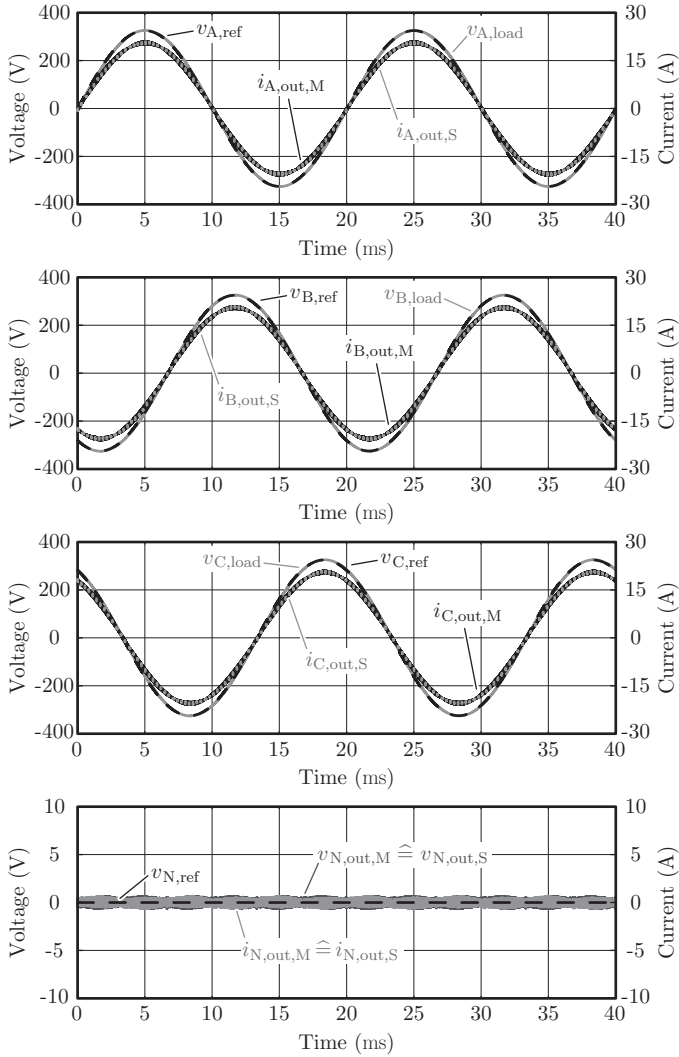 400 30
v_A,ref v_A,load
200 15
i_A,out,M
0 0
i_A,out,S
-200 -15
-400 -30
Voltage (V) Current (A)
0 5 10 15 20 25 30 35 40
Time (ms)
400 30
v_B,ref v_B,load
200 15
i_B,out,M
0 0
i_B,out,S
-200 -15
-400 -30
Voltage (V) Current (A)
0 5 10 15 20 25 30 35 40
Time (ms)
400 30
v_C,load v_C,ref
200 15
i_C,out,M
0 0
i_C,out,S
-200 -15
-400 -30
Voltage (V) Current (A)
0 5 10 15 20 25 30 35 40
Time (ms)
10 10
v_N,out,M ≙ v_N,out,S
5 5
v_N,ref
0 0
i_N,out,M ≙ i_N,out,S
-5 -5
-10 -10
Voltage (V) Current (A)
0 5 10 15 20 25 30 35 40
Time (ms)